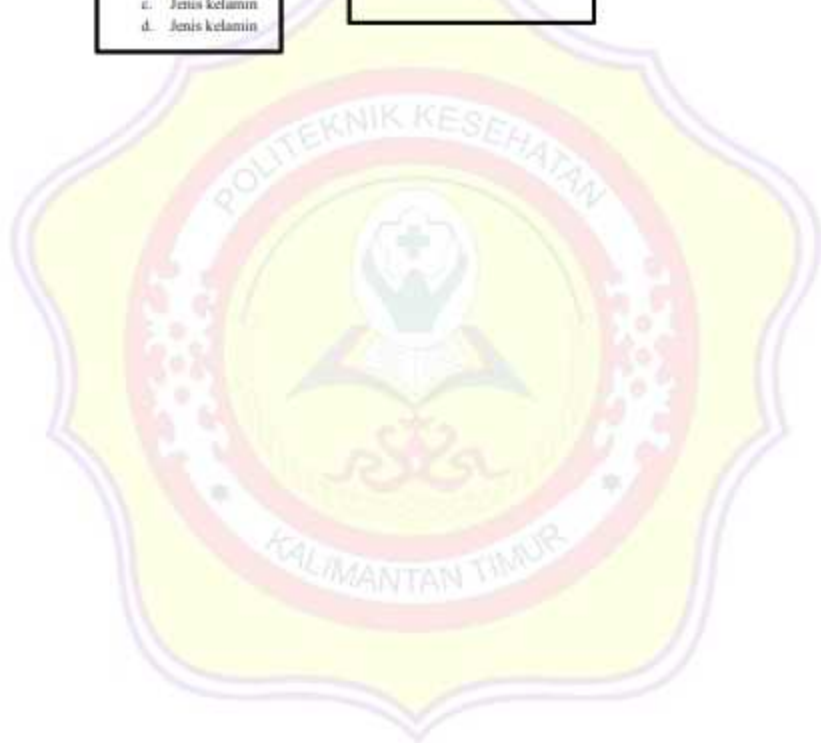 c. Jenis kelamin
d. Jenis kelamin
POLITEKNIK KESEHATAN
KALIMANTAN TIMUR